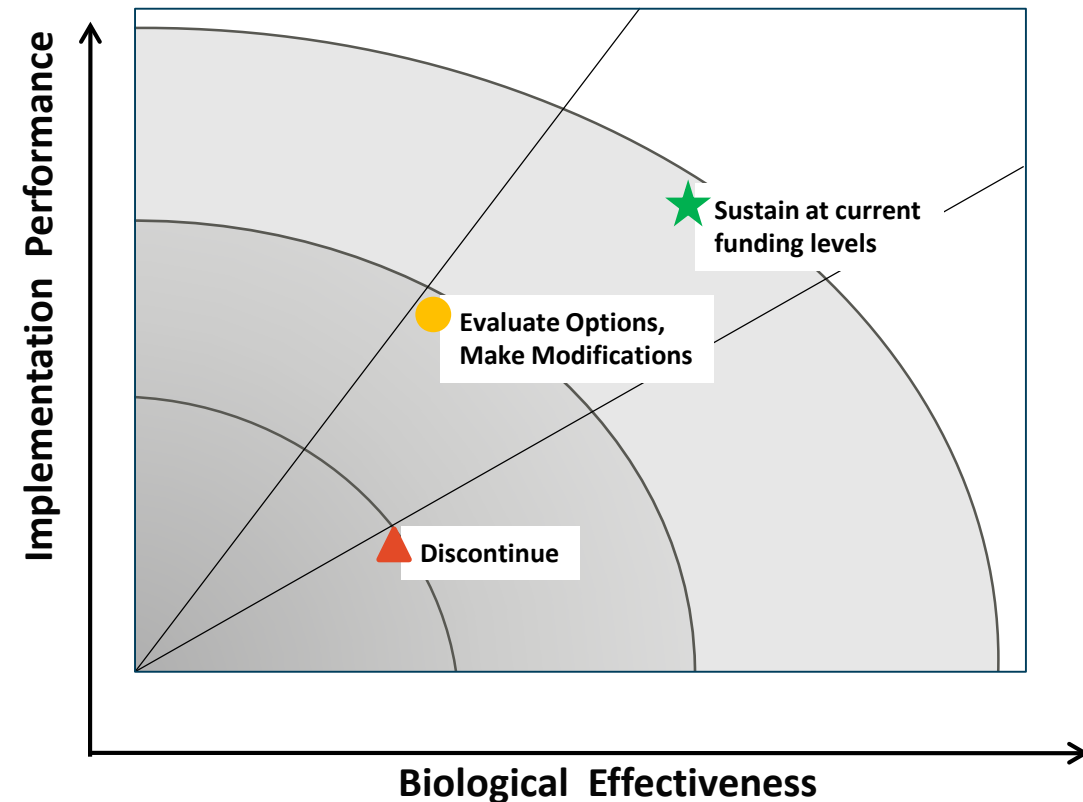 Implementation Performance
Sustain at current
funding levels
Evaluate Options,
Make Modifications
Discontinue
Biological Effectiveness